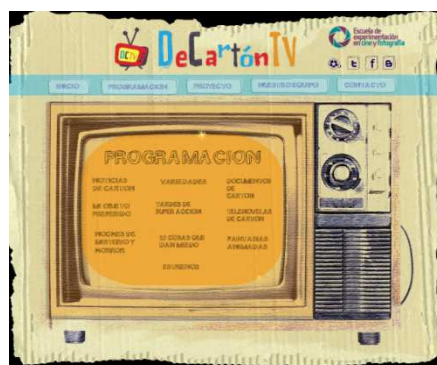 DCTV
DeCartónTV
Escuela de
experimentación
en cine y fotografía
INICIO
PROGRAMACION
PROYECTO
NUESTRO EQUIPO
CONTACTO
PROGRAMACION
NOTICIAS
DE CARTON
VARIEDADES
DOCUMENTOS
DE
CARTON
MI OBJETO
PREFERIDO
TARDES DE
SUPER ACCION
TELENOVELAS
DE CARTON
NOCHES DE
MISTERIO Y
HORROR
COSAS QUE
DAN MIEDO
FANTASIAS
ANIMADAS
ESTRENOS